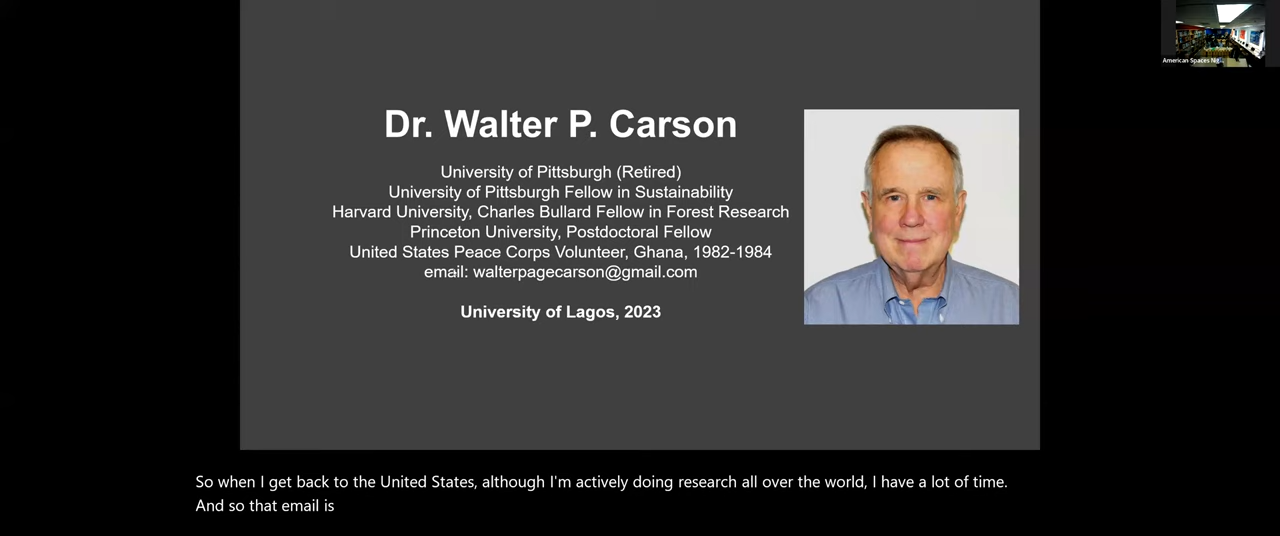 American Spaces
Dr. Walter P. Carson
University of Pittsburgh (Retired)
University of Pittsburgh Fellow in Sustainability
Harvard University, Charles Bullard Fellow in Forest Research
Princeton University, Postdoctoral Fellow
United States Peace Corps Volunteer, Ghana, 1982-1984
email: walterpagecarson@gmail.com
University of Lagos, 2023
So when I get back to the United States, although I'm actively doing research all over the world, I have a lot of time.
And so that email is